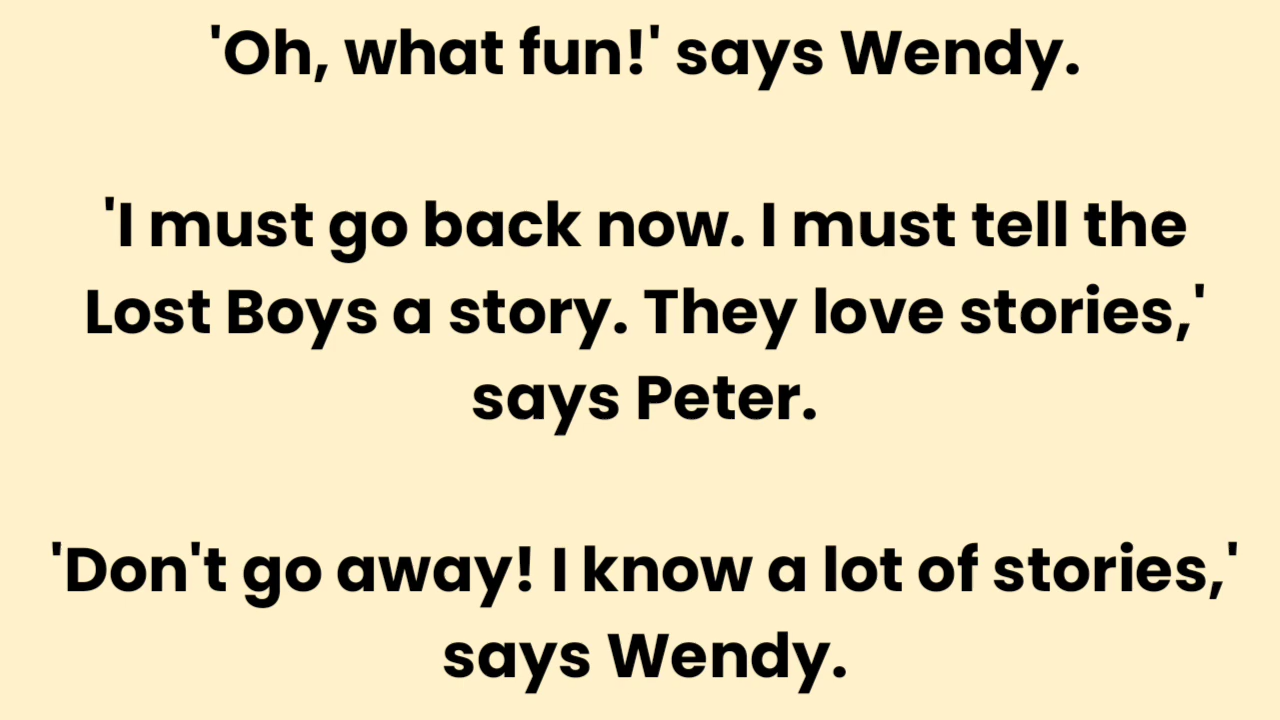 'Oh, what fun!' says Wendy.
'I must go back now. I must tell the
Lost Boys a story. They love stories,'
says Peter.
'Don't go away! I know a lot of stories,'
says Wendy.